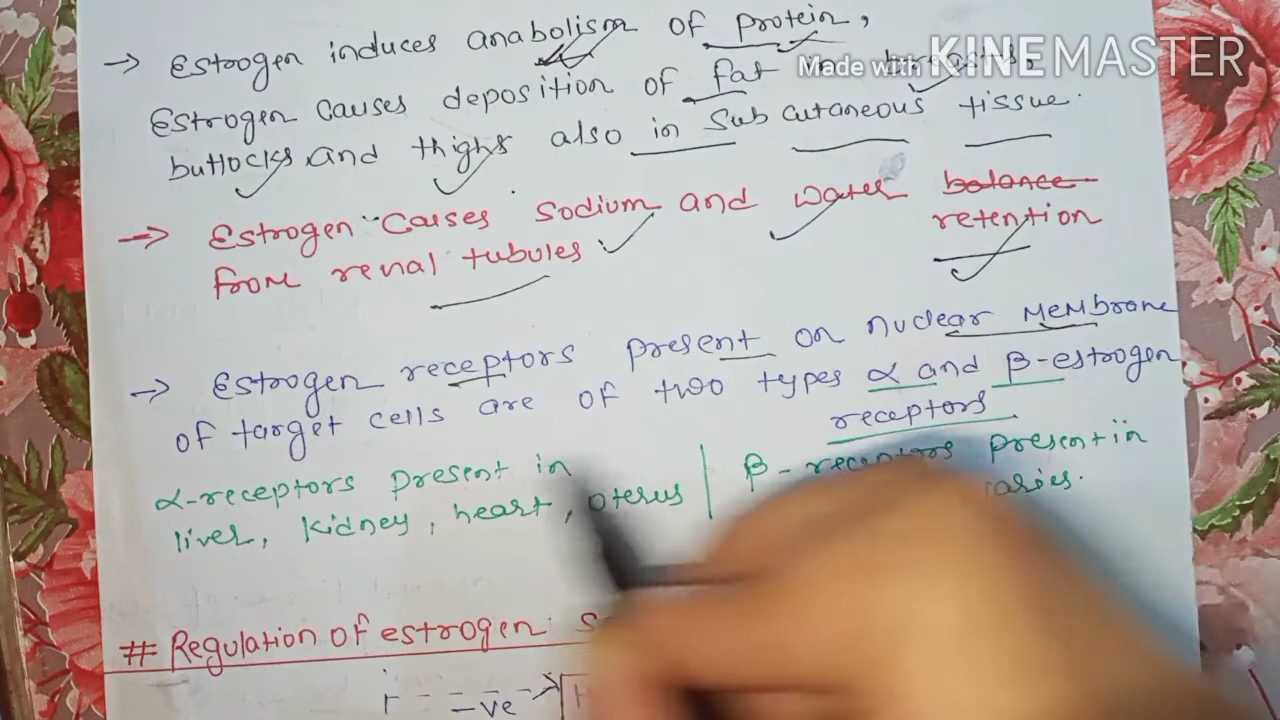 → Estrogen induces anabolism of protein,
Made with KINEMASTER
Estrogen causes deposition of fat in breasts,
buttocks and thighs also in Subcutaneous tissue.
→ Estrogen causes Sodium and water balance
retention
from renal tubules
→ Estrogen receptors present on nuclear Membrane
of target cells are of two types α and β-estrogen
receptors
α-receptors present in
liver, Kidney, heart, uterus
β-receptors present in
# Regulation of estrogen
-ve